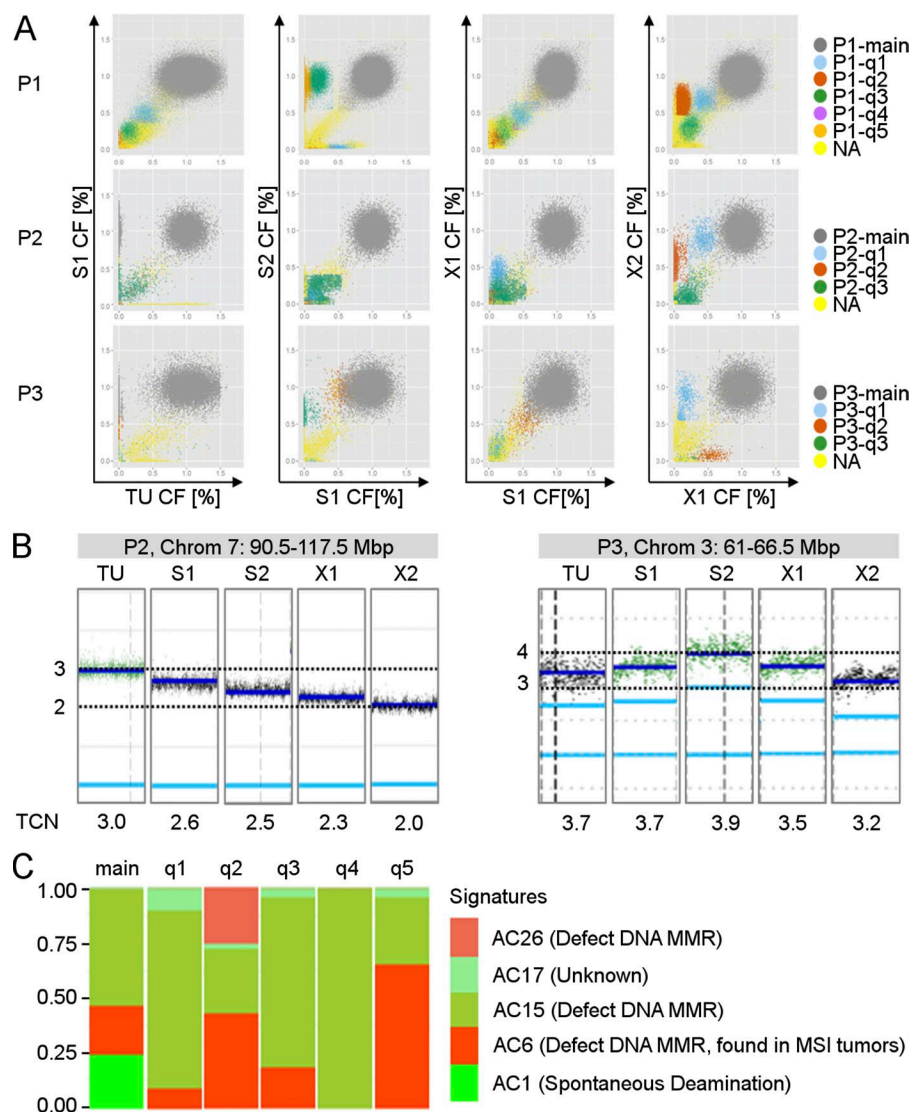 A
P1
S1 CF [%]
S2 CF [%]
X1 CF [%]
X2 CF [%]
P1-main
P1-q1
P1-q2
P1-q3
P1-q4
P1-q5
NA
P2
P2-main
P2-q1
P2-q2
P2-q3
NA
P3
P3-main
P3-q1
P3-q2
P3-q3
NA
TU CF [%]
S1 CF[%]
S1 CF[%]
X1 CF [%]
B
P2, Chrom 7: 90.5-117.5 Mbp
TU S1 S2 X1 X2
3
2
TCN 3.0 2.6 2.5 2.3 2.0
P3, Chrom 3: 61-66.5 Mbp
TU S1 S2 X1 X2
4
3
3.7 3.7 3.9 3.5 3.2
C
main q1 q2 q3 q4 q5
1.00
0.75
0.50
0.25
0.00
Signatures
AC26 (Defect DNA MMR)
AC17 (Unknown)
AC15 (Defect DNA MMR)
AC6 (Defect DNA MMR, found in MSI tumors)
AC1 (Spontaneous Deamination)